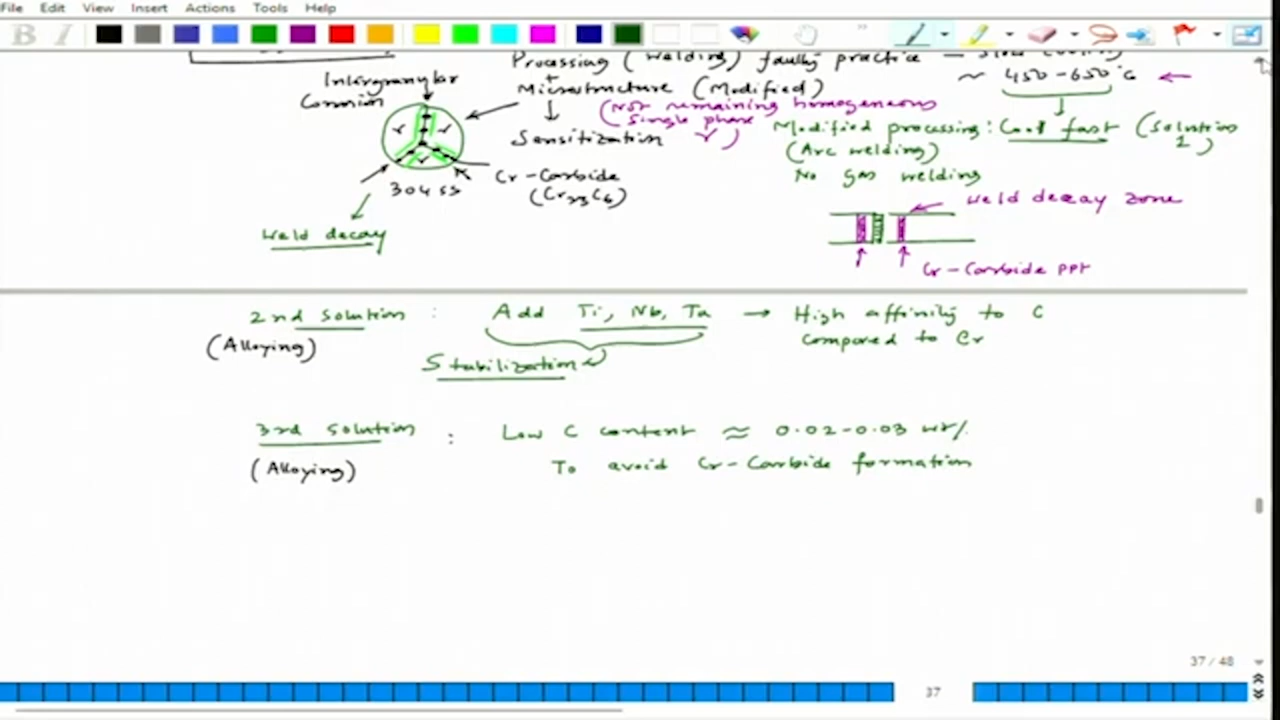 File Edit View Insert Actions Tools Help
Processing (Welding) faulty practice –
~ 450-650°C
Intergranular
Corrosion
Microstructure (Modified)
(Not remaining homogeneous
Single phase
Sensitization
Modified processing: Cool fast (Solution
1)
(Arc welding)
No gas welding
Cr-Carbide
(Cr23C6)
304 SS
Weld decay
Weld decay zone
Cr-Carbide ppt
2nd solution : Add Ti, Nb, Ta → High affinity to C
compared to Cr
(Alloying)
Stabilization
3rd solution : Low C content ≈ 0.02-0.03 wt%
(Alloying)
To avoid Cr-Carbide formation
37 / 48
37